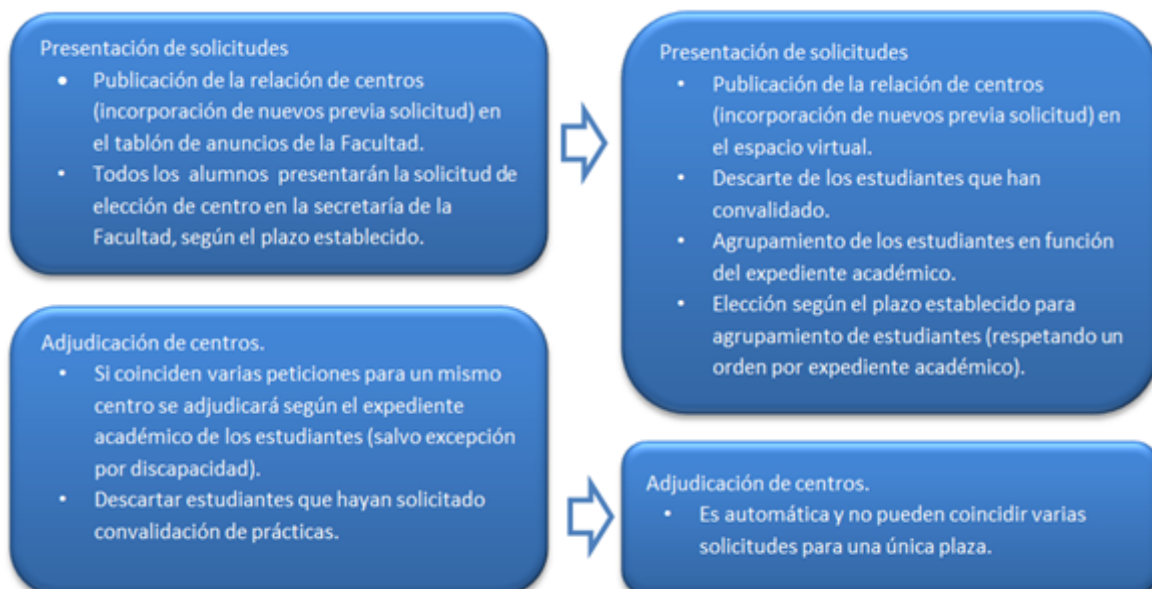 Presentación de solicitudes
• Publicación de la relación de centros
(incorporación de nuevos previa solicitud) en
el tablón de anuncios de la Facultad.
• Todos los alumnos presentarán la solicitud de
elección de centro en la secretaría de la
Facultad, según el plazo establecido.
Presentación de solicitudes
• Publicación de la relación de centros
(incorporación de nuevos previa solicitud) en
el espacio virtual.
• Descarte de los estudiantes que han
convalidado.
• Agrupamiento de los estudiantes en función
del expediente académico.
• Elección según el plazo establecido para
agrupamiento de estudiantes (respetando un
orden por expediente académico).
Adjudicación de centros.
• Si coinciden varias peticiones para un mismo
centro se adjudicará según el expediente
académico de los estudiantes (salvo excepción
por discapacidad).
• Descartar estudiantes que hayan solicitado
convalidación de prácticas.
Adjudicación de centros.
• Es automática y no pueden coincidir varias
solicitudes para una única plaza.